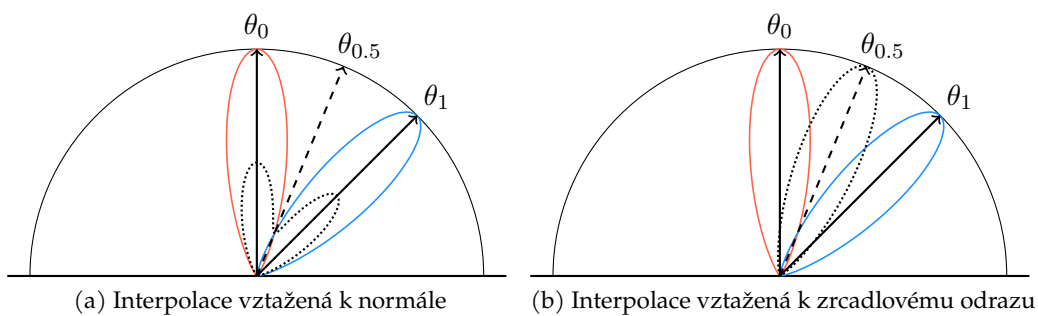 θ₀
θ₀.₅
θ₁
(a) Interpolace vztažená k normále
θ₀
θ₀.₅
θ₁
(b) Interpolace vztažená k zrcadlovému odrazu